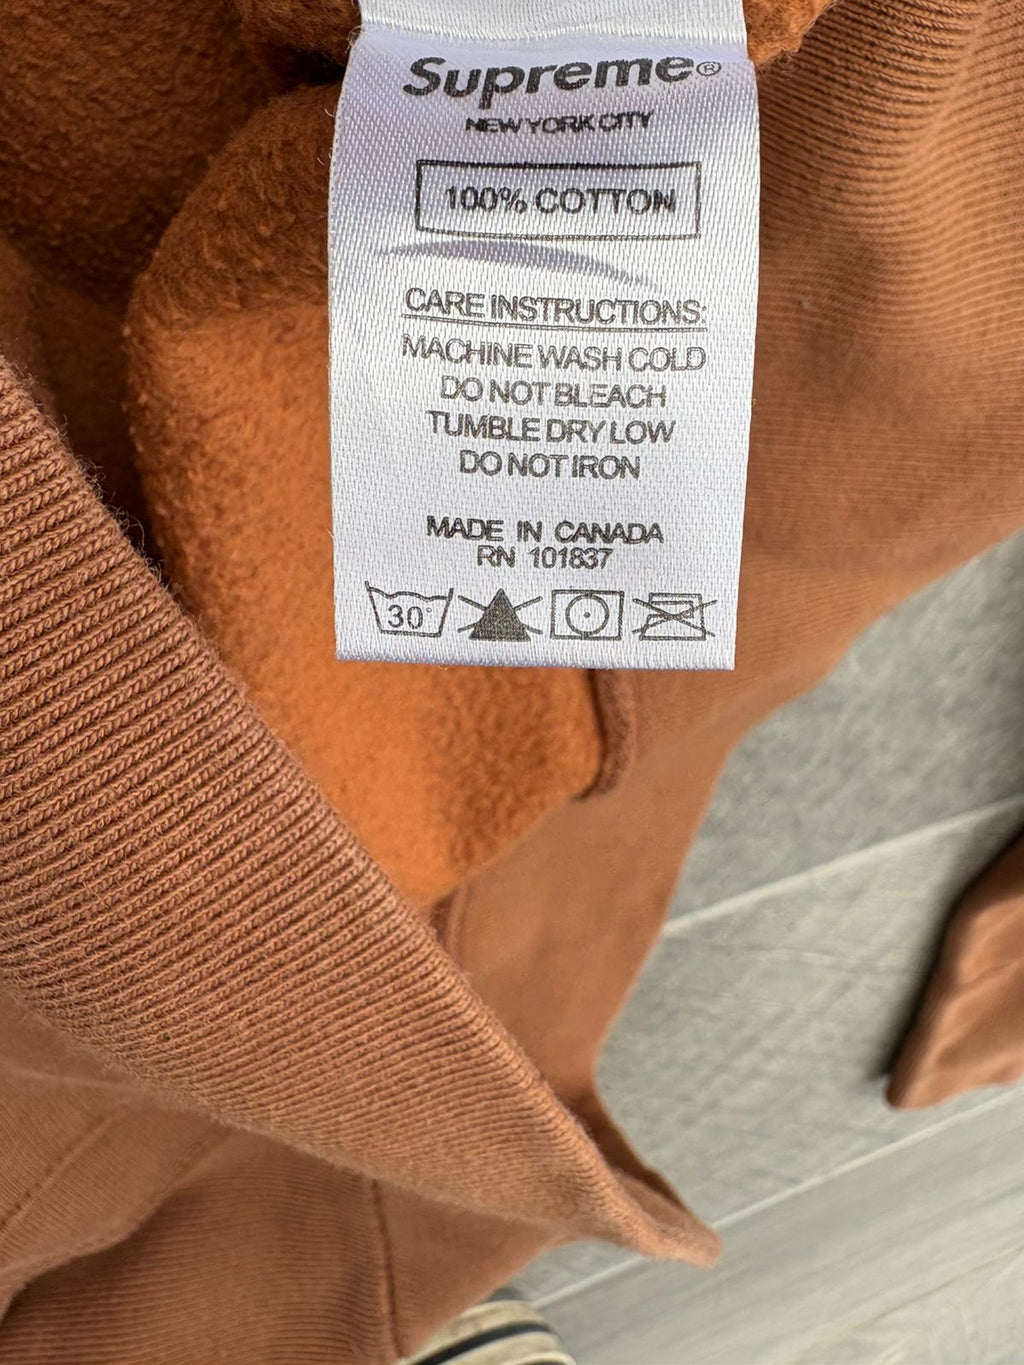 Supreme®
NEW YORK CITY
100% COTTON
CARE INSTRUCTIONS:
MACHINE WASH COLD
DO NOT BLEACH
TUMBLE DRY LOW
DO NOT IRON
MADE IN CANADA
RN 101837
30°